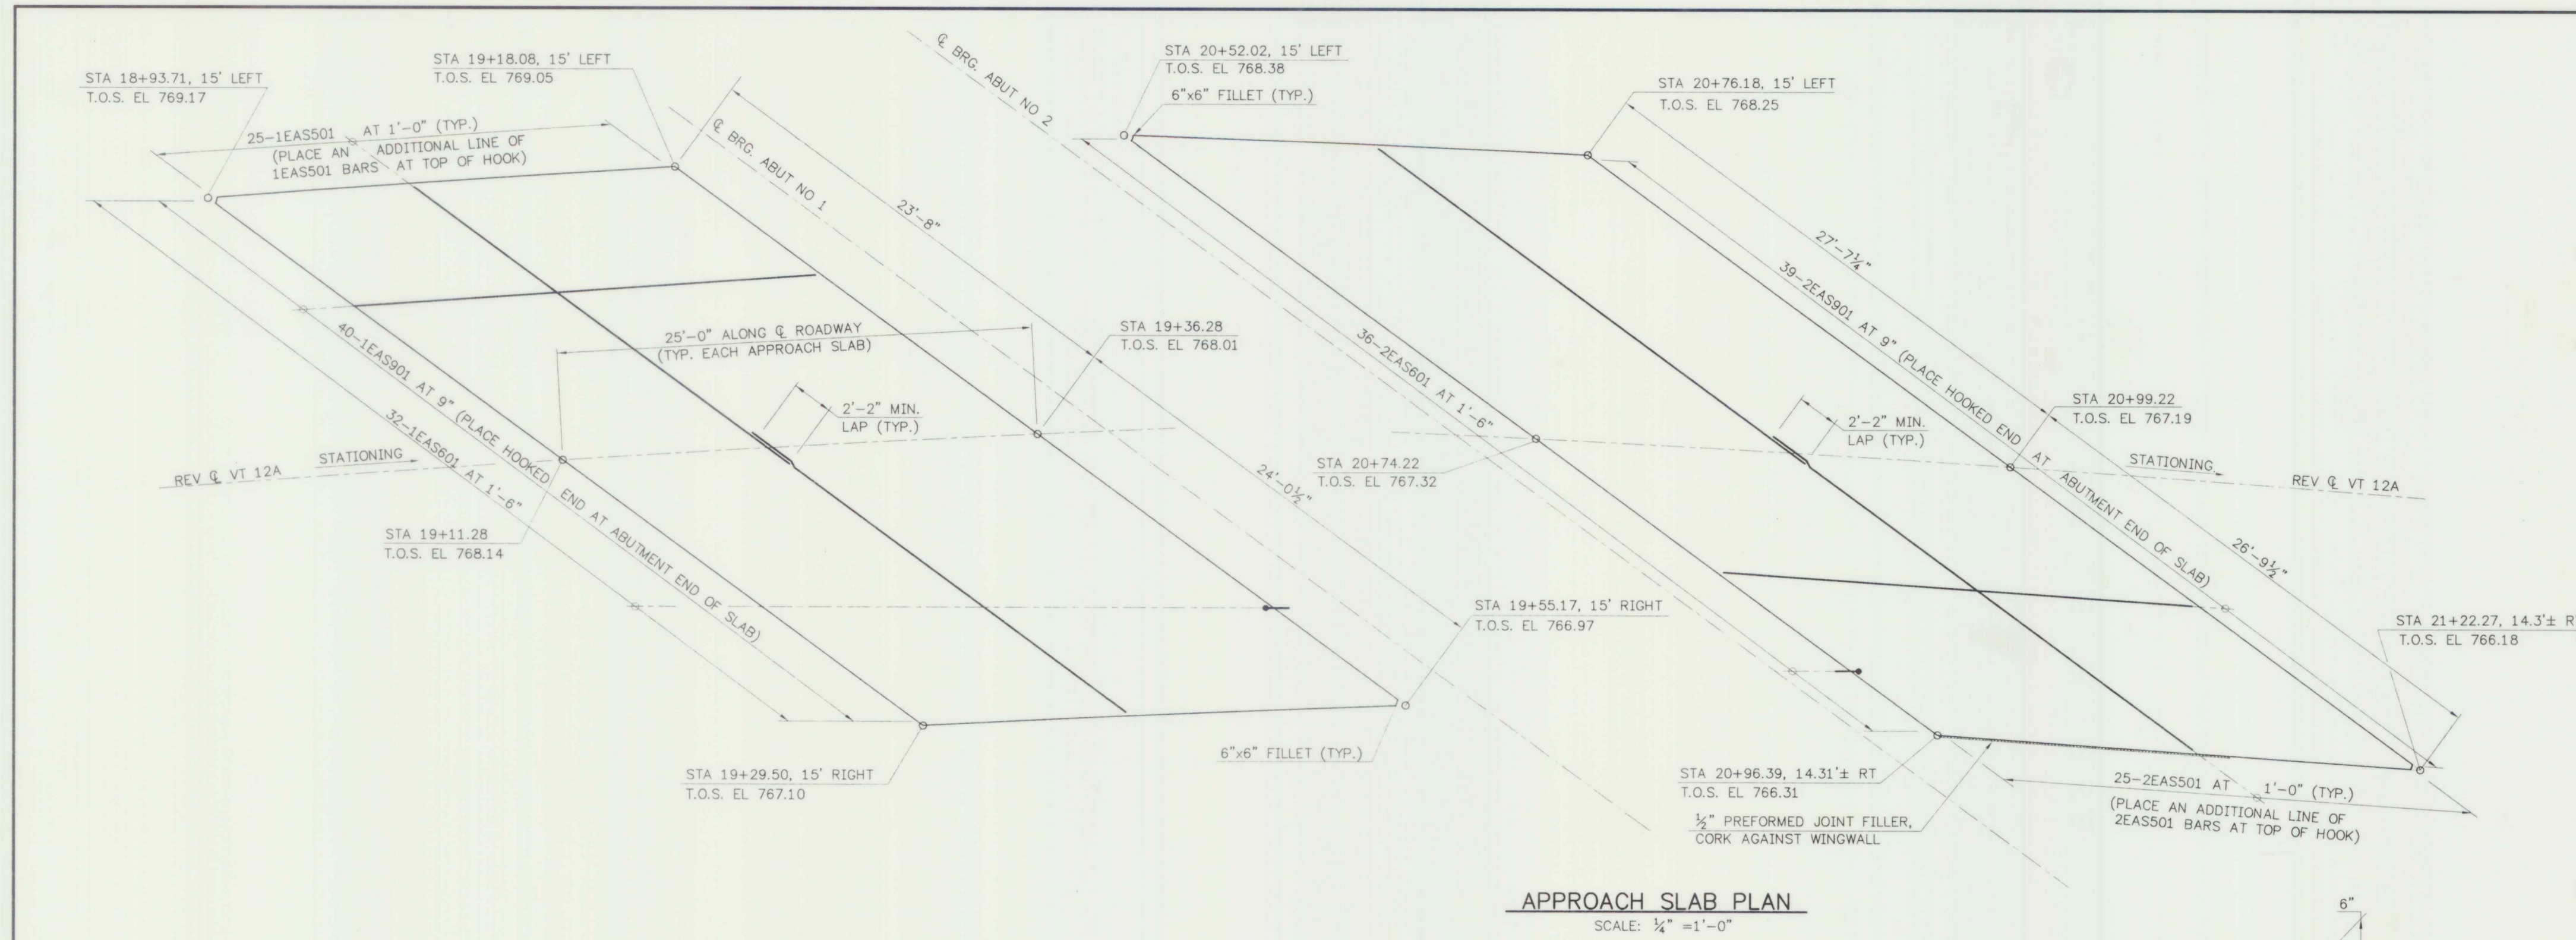 STA 18+93.71, 15' LEFT
T.O.S. EL 769.17
STA 19+18.08, 15' LEFT
T.O.S. EL 769.05
25-1EAS501 AT 1'-0" (TYP.)
(PLACE AN ADDITIONAL LINE OF
1EAS501 BARS AT TOP OF HOOK)
℄ BRG. ABUT NO 1
23'-8"
25'-0" ALONG ℄ ROADWAY
(TYP. EACH APPROACH SLAB)
STA 19+36.28
T.O.S. EL 768.01
2'-2" MIN.
LAP (TYP.)
40-1EAS901 AT 9" (PLACE HOOKED END AT ABUTMENT END OF SLAB)
32-1EAS601 AT 1'-6"
REV ℄ VT 12A
STATIONING
STA 19+11.28
T.O.S. EL 768.14
24'-0½"
STA 19+55.17, 15' RIGHT
T.O.S. EL 766.97
6"x6" FILLET (TYP.)
STA 19+29.50, 15' RIGHT
T.O.S. EL 767.10
℄ BRG. ABUT NO 2
STA 20+52.02, 15' LEFT
T.O.S. EL 768.38
6"x6" FILLET (TYP.)
STA 20+76.18, 15' LEFT
T.O.S. EL 768.25
27'-7¼"
39-2EAS901 AT 9" (PLACE HOOKED END AT ABUTMENT END OF SLAB)
36-2EAS601 AT 1'-6"
2'-2" MIN.
LAP (TYP.)
STA 20+99.22
T.O.S. EL 767.19
STA 20+74.22
T.O.S. EL 767.32
STATIONING
REV ℄ VT 12A
26'-9½"
STA 21+22.27, 14.3'± R
T.O.S. EL 766.18
STA 20+96.39, 14.31'± RT
T.O.S. EL 766.31
½" PREFORMED JOINT FILLER,
CORK AGAINST WINGWALL
25-2EAS501 AT 1'-0" (TYP.)
(PLACE AN ADDITIONAL LINE OF
2EAS501 BARS AT TOP OF HOOK)
APPROACH SLAB PLAN
SCALE: ¼" =1'-0"
6"